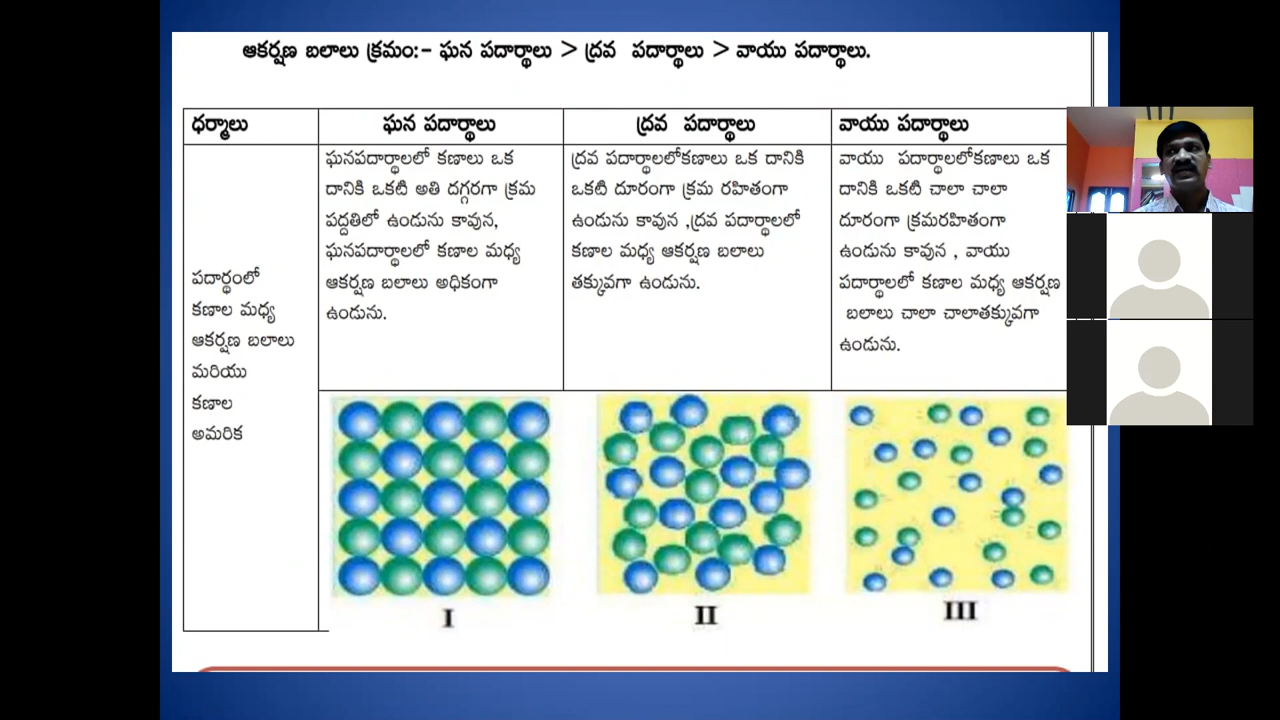 ఆకర్షణ బలాలు క్రమం:- ఘన పదార్థాలు > ద్రవ పదార్థాలు > వాయు పదార్థాలు.
ధర్మాలు
ఘన పదార్థాలు
ద్రవ పదార్థాలు
వాయు పదార్థాలు
పదార్థంలో
కణాల మధ్య
ఆకర్షణ బలాలు
మరియు
కణాల
అమరిక
ఘనపదార్థాలలో కణాలు ఒక
దానికి ఒకటి అతి దగ్గరగా క్రమ
పద్దతిలో ఉండును కావున,
ఘనపదార్థాలలో కణాల మధ్య
ఆకర్షణ బలాలు అధికంగా
ఉండును.
ద్రవ పదార్థాలలోకణాలు ఒక దానికి
ఒకటి దూరంగా క్రమ రహితంగా
ఉండును కావున ,ద్రవ పదార్థాలలో
కణాల మధ్య ఆకర్షణ బలాలు
తక్కువగా ఉండును.
వాయు పదార్థాలలోకణాలు ఒక
దానికి ఒకటి చాలా చాలా
దూరంగా క్రమరహితంగా
ఉండును కావున , వాయు
పదార్థాలలో కణాల మధ్య ఆకర్షణ
బలాలు చాలా చాలాతక్కువగా
ఉండును.
I
II
III